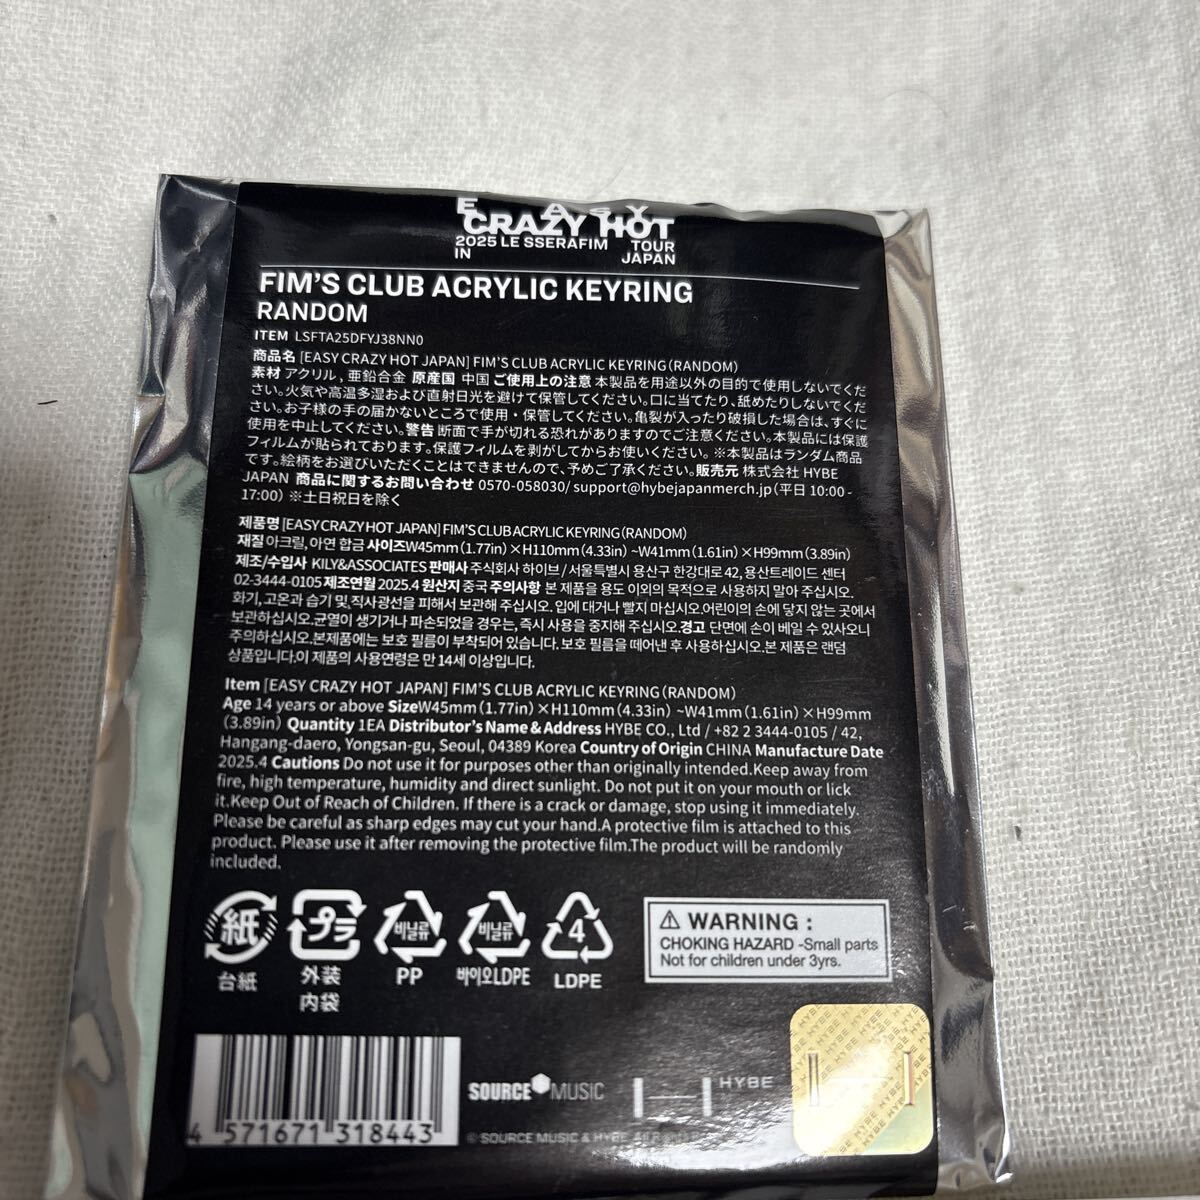 E A S Y
CRAZY HOT
2025 LE SSERAFIM TOUR
IN JAPAN
FIM'S CLUB ACRYLIC KEYRING
RANDOM
ITEM LSFTA25DFYJ38NN0
商品名 [EASY CRAZY HOT JAPAN] FIM'S CLUB ACRYLIC KEYRING (RANDOM)
素材 アクリル, 亜鉛合金 原産国 中国 ご使用上の注意 本製品を用途以外の目的で使用しないでくだ
さい。火気や高温多湿および直射日光を避けて保管してください。口に当てたり、舐めたりしないでくだ
さい。お子様の手の届かないところで使用・保管してください。亀裂が入ったり破損した場合は、すぐに
使用を中止してください。警告 断面で手が切れる恐れがありますのでご注意ください。本製品には保護
フィルムが貼られております。保護フィルムを剥がしてからお使いください。 ※本製品はランダム商品
です。絵柄をお選びいただくことはできませんので、予めご了承ください。販売元 株式会社 HYBE
JAPAN 商品に関するお問い合わせ 0570-058030/ support@hybejapanmerch.jp (平日 10:00 -
17:00) ※土日祝日を除く
제품명 [EASY CRAZY HOT JAPAN] FIM'S CLUB ACRYLIC KEYRING (RANDOM)
재질 아크릴, 아연 합금 사이즈W45mm (1.77in) ×H110mm (4.33in) ~W41mm (1.61in) ×H99mm (3.89in)
제조/수입사 KILY&ASSOCIATES 판매사 주식회사 하이브 / 서울특별시 용산구 한강대로 42, 용산트레이드 센터
02-3444-0105 제조연월 2025.4 원산지 중국 주의사항 본 제품을 용도 이외의 목적으로 사용하지 말아 주십시오.
화기, 고온과 습기 및 직사광선을 피해서 보관해 주십시오. 입에 대거나 빨지 마십시오.어린이의 손에 닿지 않는 곳에서
보관하십시오.균열이 생기거나 파손되었을 경우는, 즉시 사용을 중지해 주십시오.경고 단면에 손이 베일 수 있사오니
주의하십시오.본제품에는 보호 필름이 부착되어 있습니다. 보호 필름을 떼어낸 후 사용하십시오.본 제품은 랜덤
상품입니다.이 제품의 사용연령은 만 14세 이상입니다.
Item [EASY CRAZY HOT JAPAN] FIM'S CLUB ACRYLIC KEYRING (RANDOM)
Age 14 years or above SizeW45mm (1.77in) ×H110mm (4.33in) ~W41mm (1.61in) ×H99mm
(3.89in) Quantity 1EA Distributor's Name & Address HYBE CO., Ltd / +82 2 3444-0105 / 42,
Hangang-daero, Yongsan-gu, Seoul, 04389 Korea Country of Origin CHINA Manufacture Date
2025.4 Cautions Do not use it for purposes other than originally intended.Keep away from
fire, high temperature, humidity and direct sunlight. Do not put it on your mouth or lick
it.Keep Out of Reach of Children. If there is a crack or damage, stop using it immediately.
Please be careful as sharp edges may cut your hand.A protective film is attached to this
product. Please use it after removing the protective film.The product will be randomly
included.
紙 プラ 비닐류 비닐류 4
台紙 外装 PP 바이오LDPE LDPE
内袋
WARNING :
CHOKING HAZARD -Small parts
Not for children under 3yrs.
4 571671 318443
SOURCE MUSIC
HYBE
© SOURCE MUSIC & HYBE